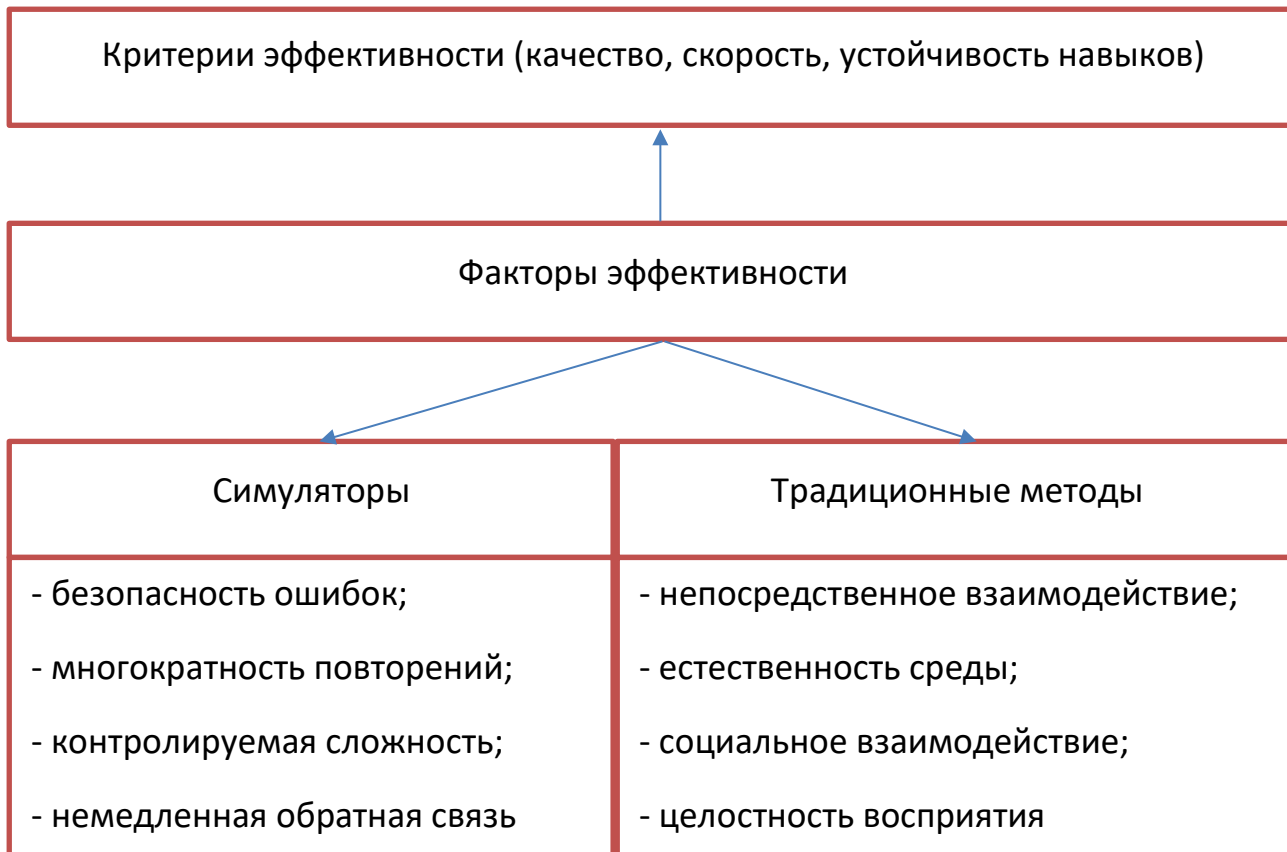 Критерии эффективности (качество, скорость, устойчивость навыков)
Факторы эффективности
Симуляторы
Традиционные методы
- безопасность ошибок;
- многократность повторений;
- контролируемая сложность;
- немедленная обратная связь
- непосредственное взаимодействие;
- естественность среды;
- социальное взаимодействие;
- целостность восприятия